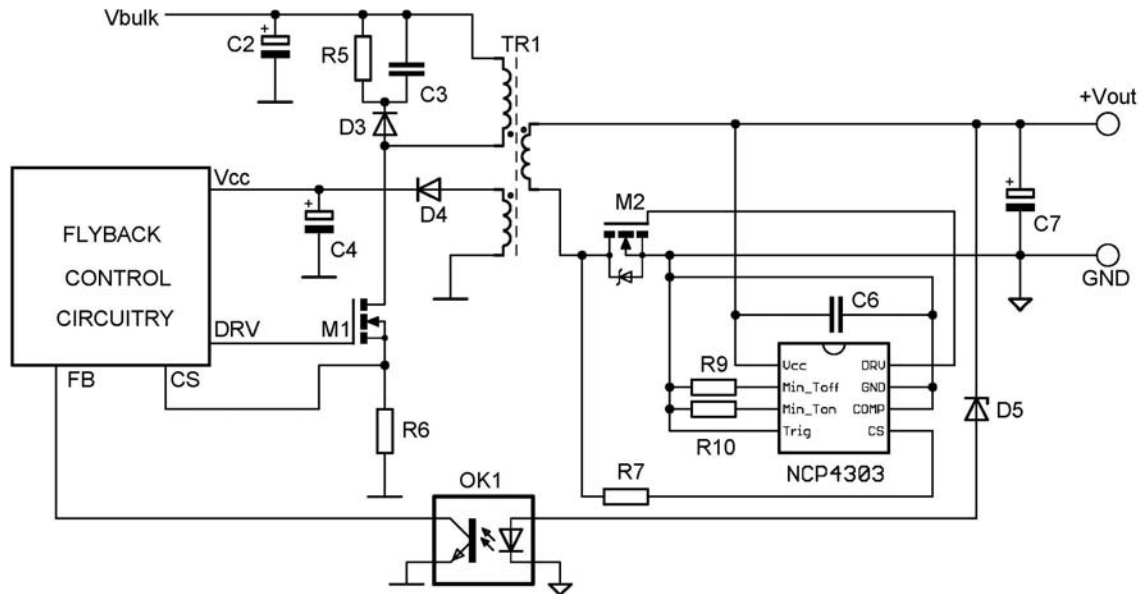 Vbulk
C2
+
R5
C3
TR1
D3
+Vout
Vcc
+
D4
C4
M2
+
C7
FLYBACK
CONTROL
CIRCUITRY
GND
DRV
M1
C6
FB
CS
R9
Vcc
DRV
Min_Toff
GND
Min_Ton
COMP
Trig
CS
D5
R6
R10
NCP4303
R7
OK1